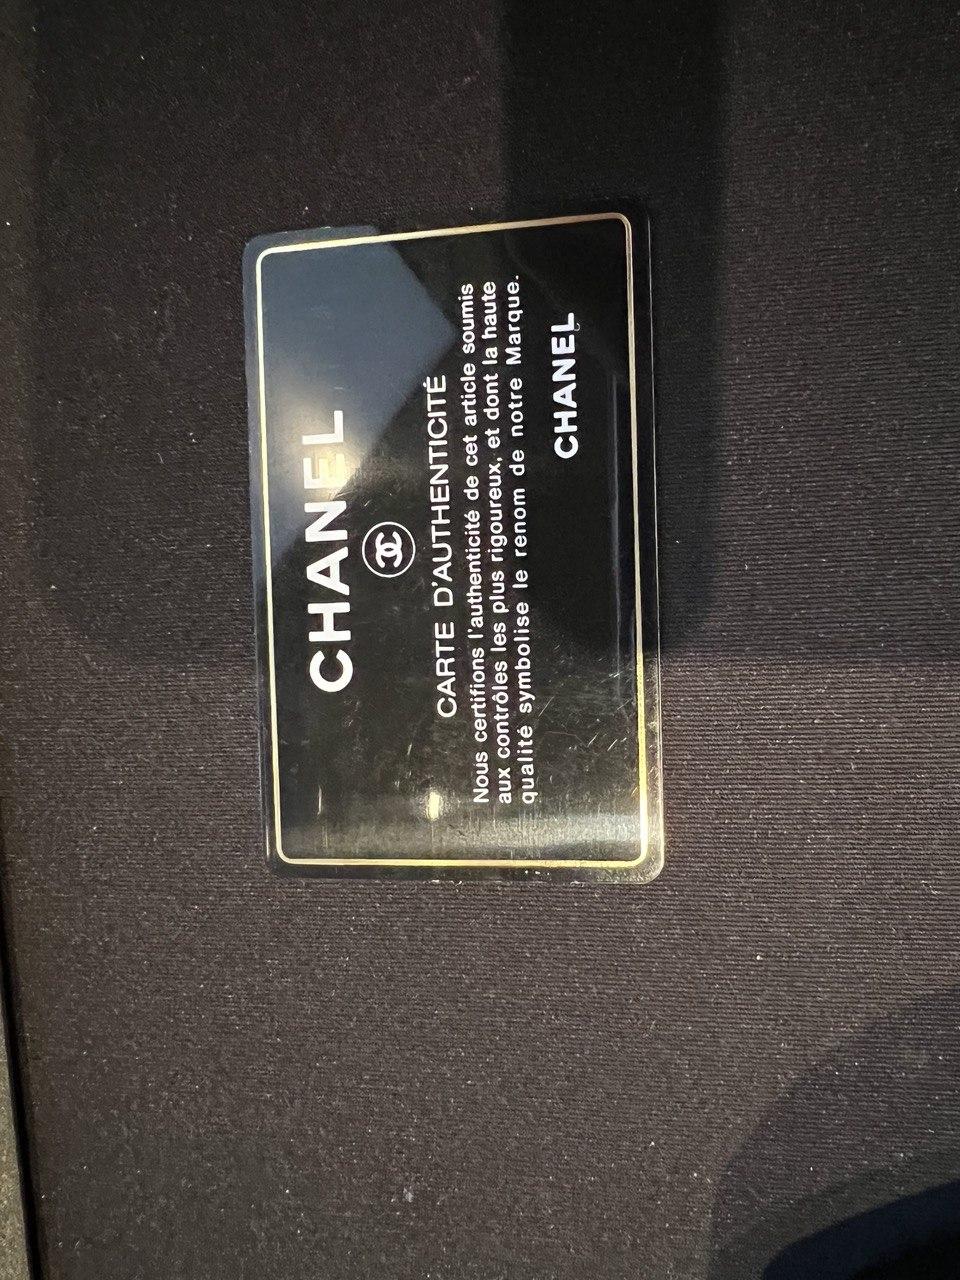 CHANEL
CARTE D'AUTHENTICITÉ
Nous certifions l'authenticité de cet article soumis
aux contrôles les plus rigoureux, et dont la haute
qualité symbolise le renom de notre Marque.
CHANEL